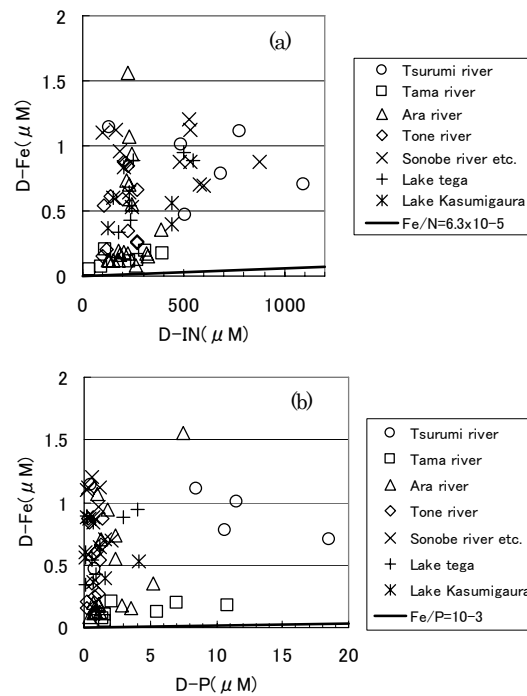 (a)
2
1.5
1
0.5
0
D-Fe(μM)
0 500 1000
D-IN(μM)
Tsurumi river
Tama river
Ara river
Tone river
Sonobe river etc.
Lake tega
Lake Kasumigaura
Fe/N=6.3x10-5
(b)
2
1.5
1
0.5
0
D-Fe(μM)
0 5 10 15 20
D-P(μM)
Tsurumi river
Tama river
Ara river
Tone river
Sonobe river etc.
Lake tega
Lake Kasumigaura
Fe/P=10-3